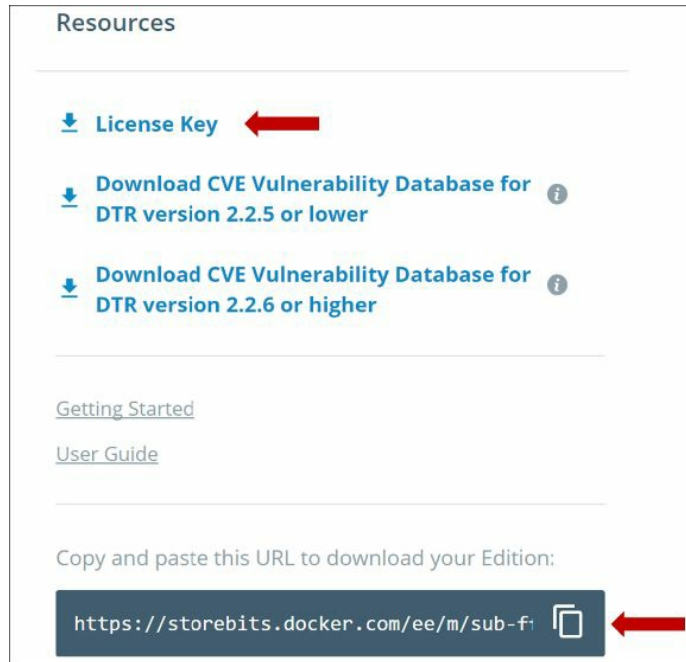 Resources
License Key
Download CVE Vulnerability Database for
DTR version 2.2.5 or lower
Download CVE Vulnerability Database for
DTR version 2.2.6 or higher
Getting Started
User Guide
Copy and paste this URL to download your Edition:
https://storebits.docker.com/ee/m/sub-f